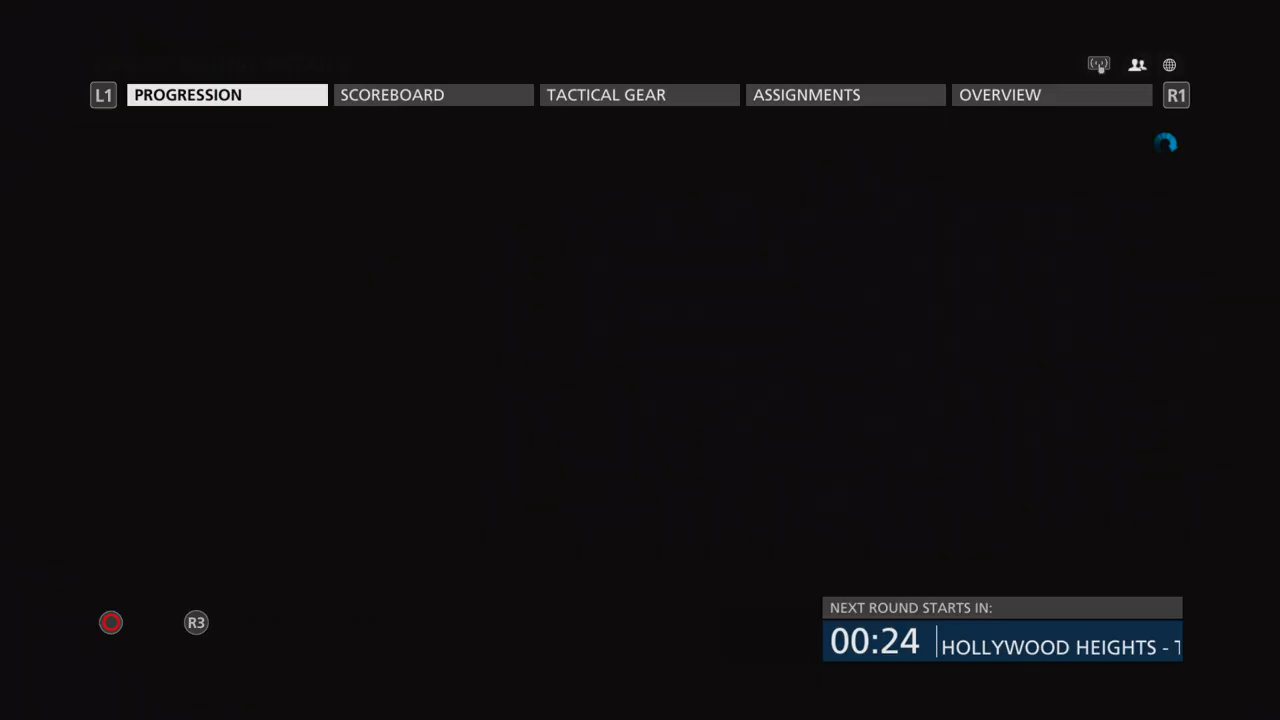 L1 PROGRESSION SCOREBOARD TACTICAL GEAR ASSIGNMENTS OVERVIEW R1
R3
NEXT ROUND STARTS IN:
00:24 HOLLYWOOD HEIGHTS -